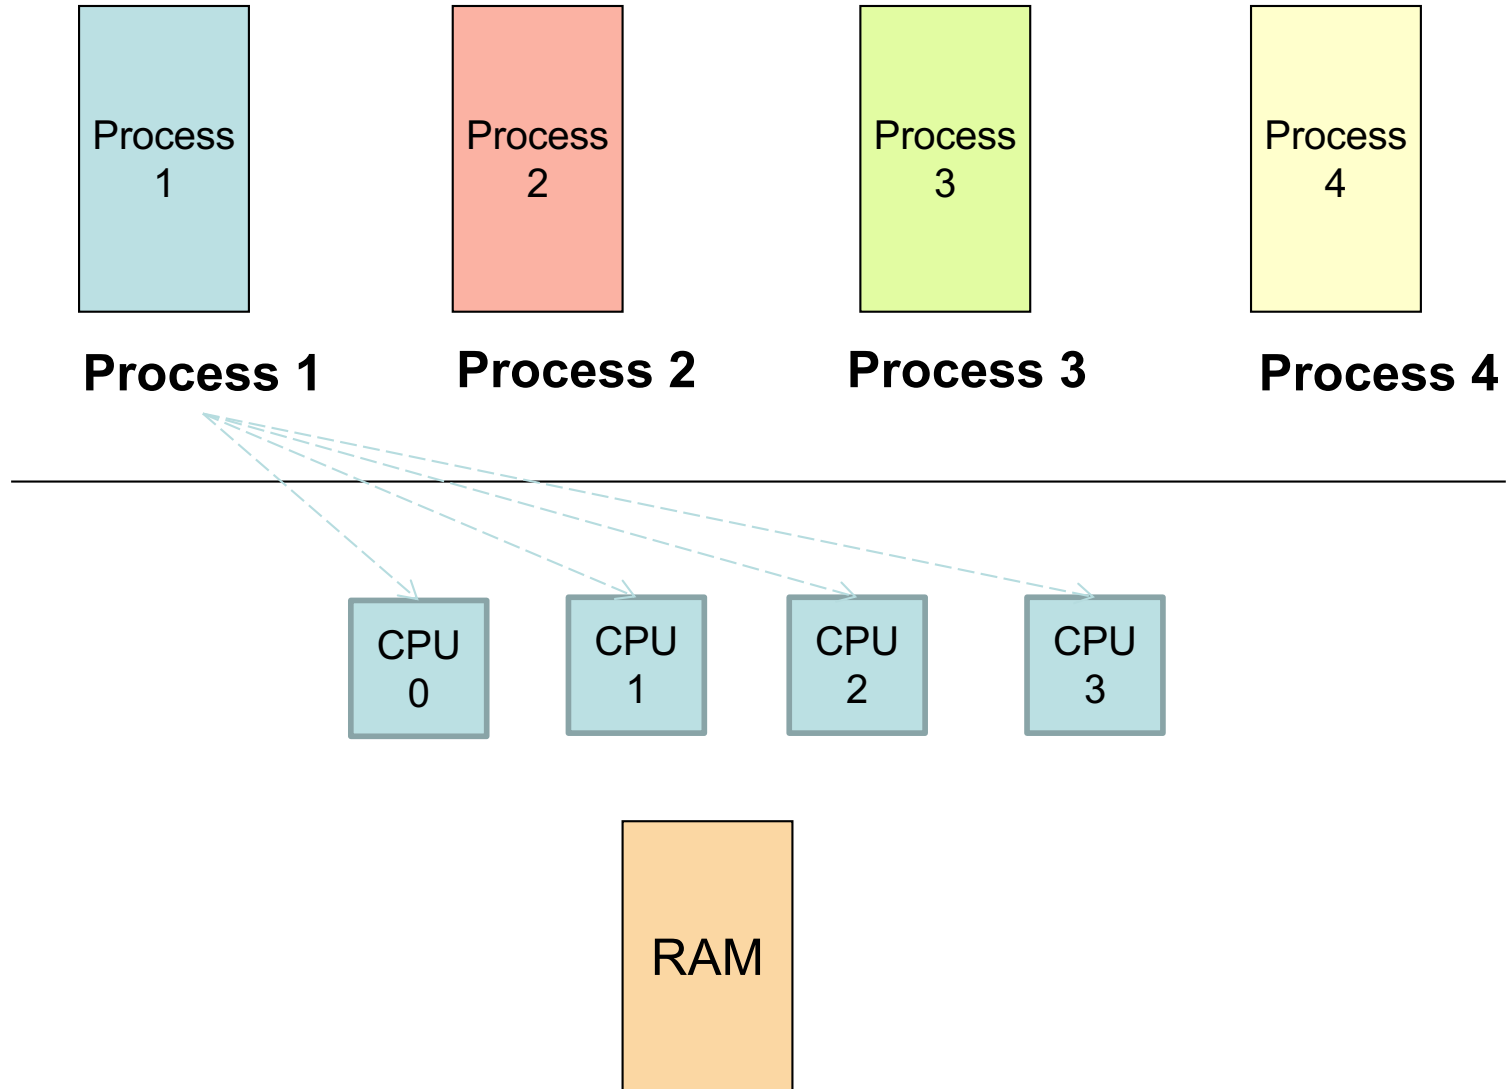 Process
1
Process
2
Process
3
Process
4
Process 1
Process 2
Process 3
Process 4
CPU
0
CPU
1
CPU
2
CPU
3
RAM